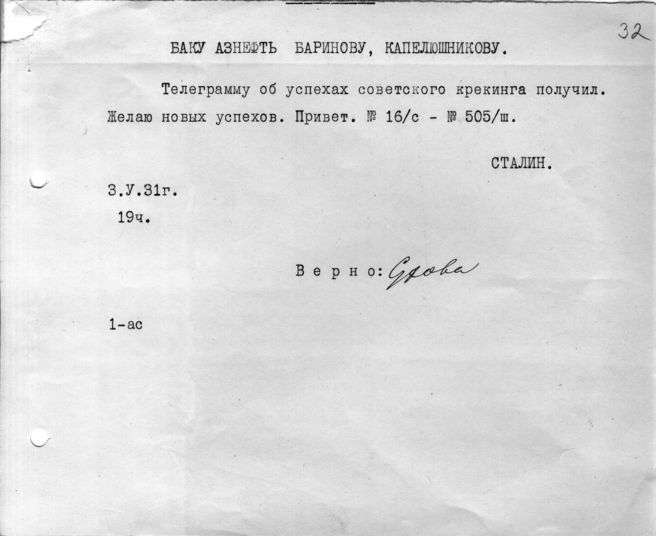 32
БАКУ АЗНЕФТЬ БАРИНОВУ, КАПЕЛЮШНИКОВУ.
Телеграмму об успехах советского крекинга получил.
Желаю новых успехов. Привет. № 16/с - № 505/ш.
СТАЛИН.
3.У.31г.
19ч.
Верно:
1-ас